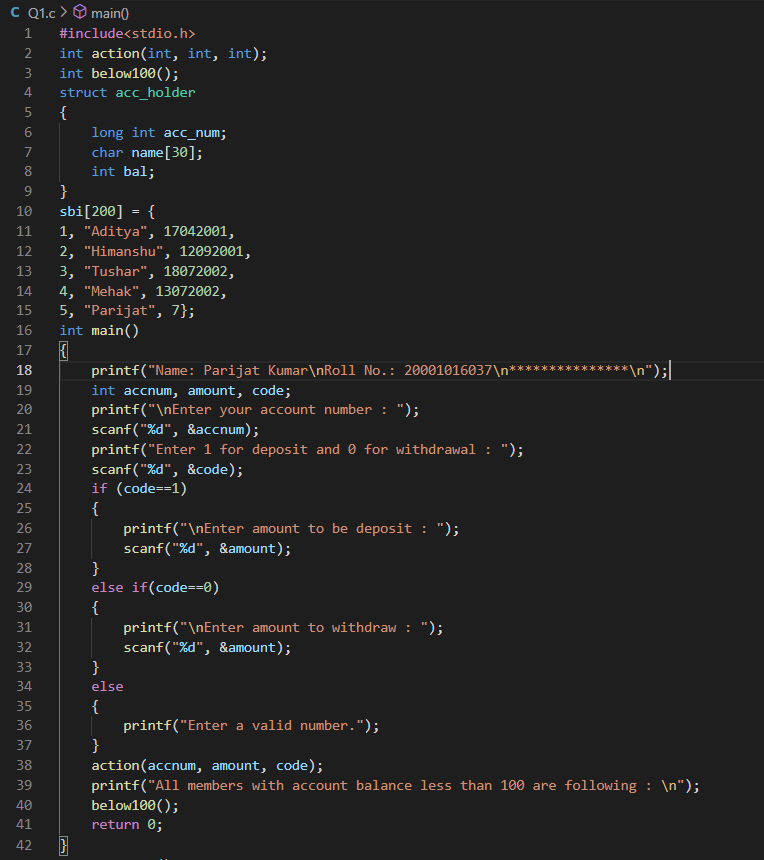 C Q1.c > main()
1 #include<stdio.h>
2 int action(int, int, int);
3 int below100();
4 struct acc_holder
5 {
6     long int acc_num;
7     char name[30];
8     int bal;
9 }
10 sbi[200] = {
11 1, "Aditya", 17042001,
12 2, "Himanshu", 12092001,
13 3, "Tushar", 18072002,
14 4, "Mehak", 13072002,
15 5, "Parijat", 7};
16 int main()
17 {
18     printf("Name: Parijat Kumar\nRoll No.: 20001016037\n***************\n");
19     int accnum, amount, code;
20     printf("\nEnter your account number : ");
21     scanf("%d", &accnum);
22     printf("Enter 1 for deposit and 0 for withdrawal : ");
23     scanf("%d", &code);
24     if (code==1)
25     {
26         printf("\nEnter amount to be deposit : ");
27         scanf("%d", &amount);
28     }
29     else if(code==0)
30     {
31         printf("\nEnter amount to withdraw : ");
32         scanf("%d", &amount);
33     }
34     else
35     {
36         printf("Enter a valid number.");
37     }
38     action(accnum, amount, code);
39     printf("All members with account balance less than 100 are following : \n");
40     below100();
41     return 0;
42 }